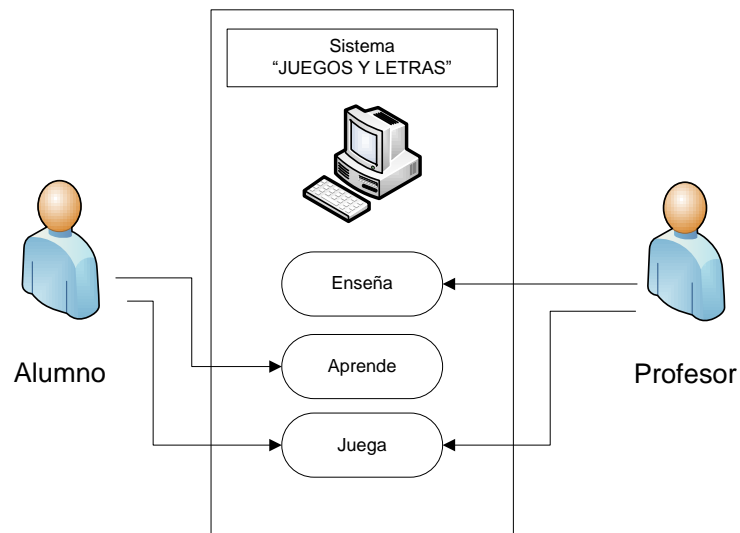 Sistema
“JUEGOS Y LETRAS”
Enseña
Aprende
Juega
Alumno
Profesor